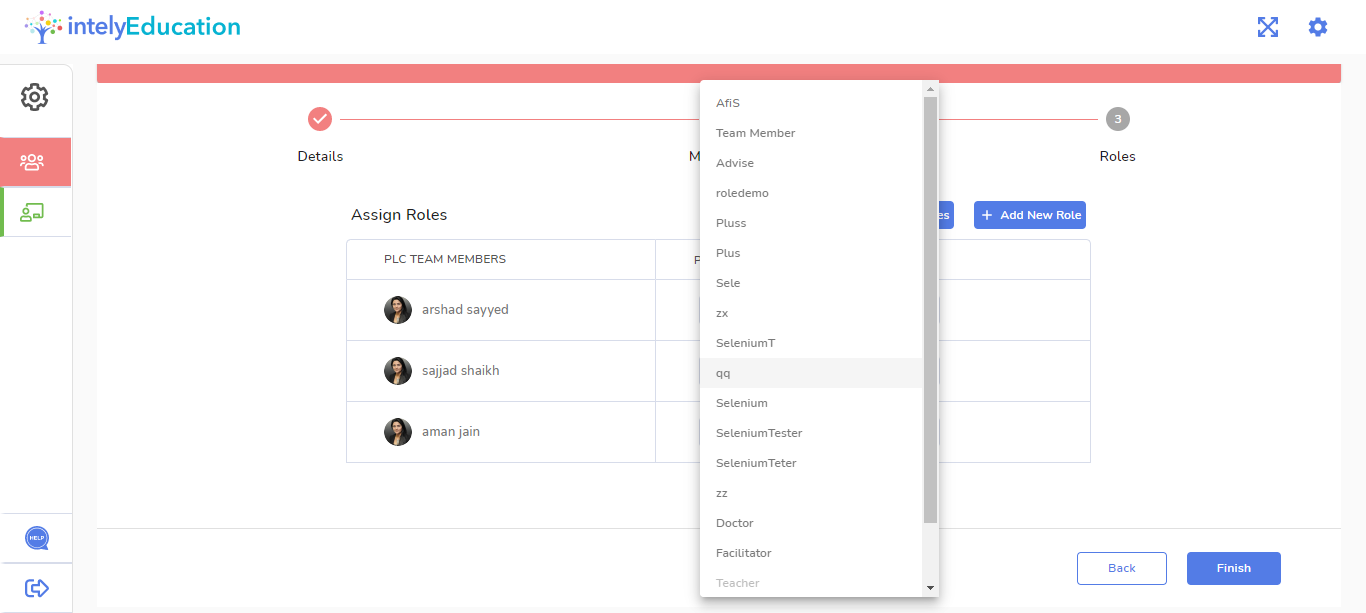 intelyEducation
3
Details
M
Roles
Assign Roles
es
+ Add New Role
PLC TEAM MEMBERS
P
arshad sayyed
sajjad shaikh
aman jain
AfiS
Team Member
Advise
roledemo
Pluss
Plus
Sele
zx
SeleniumT
qq
Selenium
SeleniumTester
SeleniumTeter
zz
Doctor
Facilitator
Teacher
HELP
Back
Finish